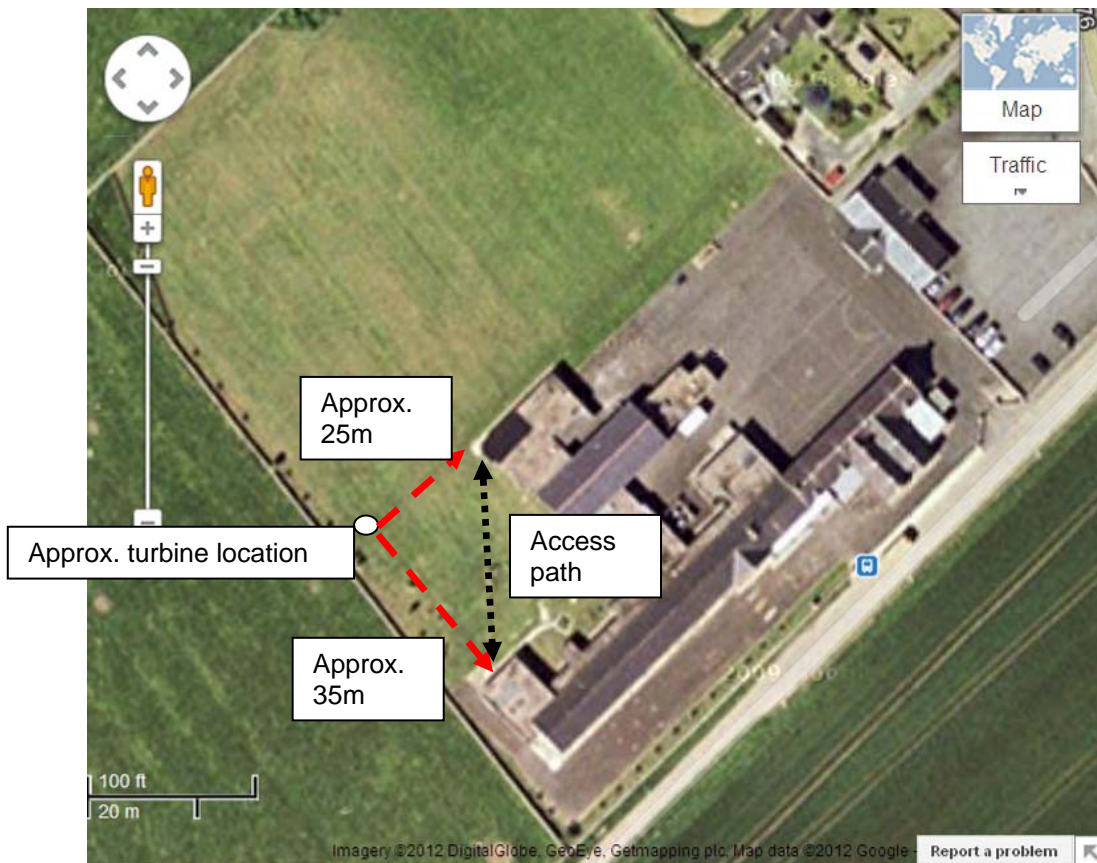 Map
Traffic
76
Approx.
25m
Approx. turbine location
Access
path
Approx.
35m
100 ft
20 m
Imagery ©2012 DigitalGlobe, GeoEye, Getmapping plc, Map data ©2012 Google -
Report a problem